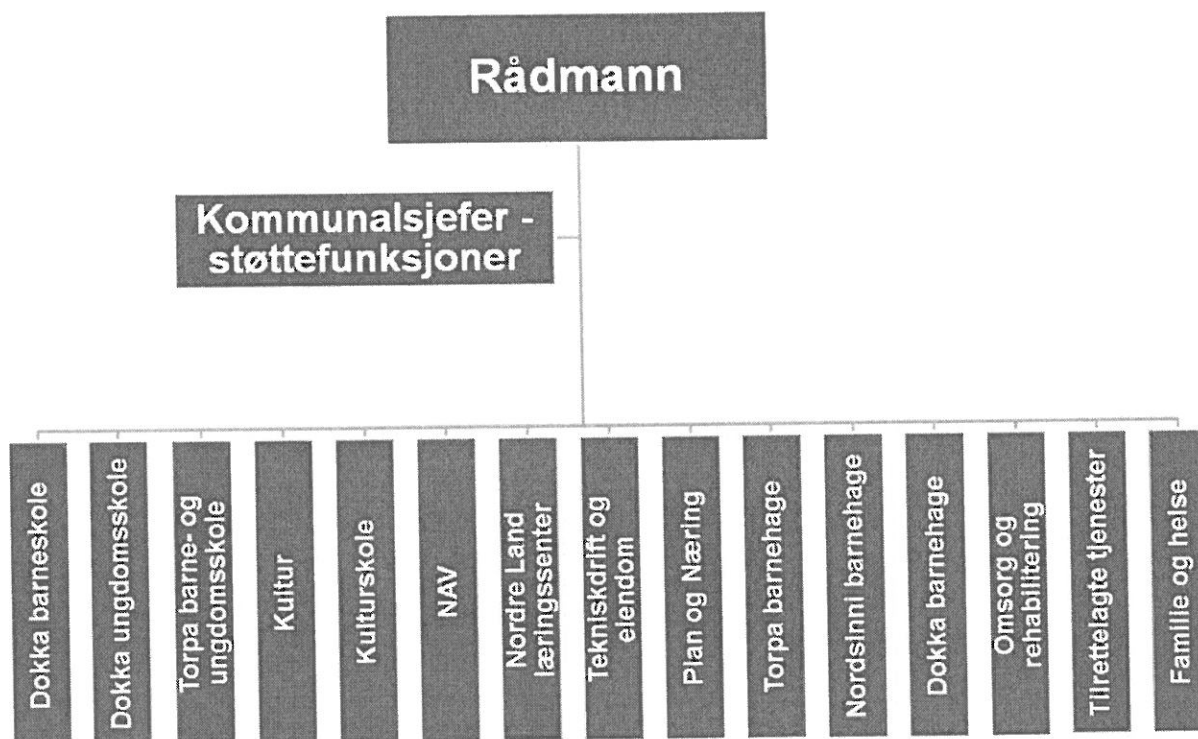 Rådmann
Kommunalsjefer -
støttefunksjoner
Dokka barneskole
Dokka ungdomsskole
Torpa barne- og
ungdomsskole
Kultur
Kulturskole
NAV
Nordre Land
læringssenter
Tekniskdrift og
eiendom
Plan og Næring
Torpa barnehage
Nordsinni barnehage
Dokka barnehage
Omsorg og
rehabilitering
Tilrettelagte tjenester
Familie og helse